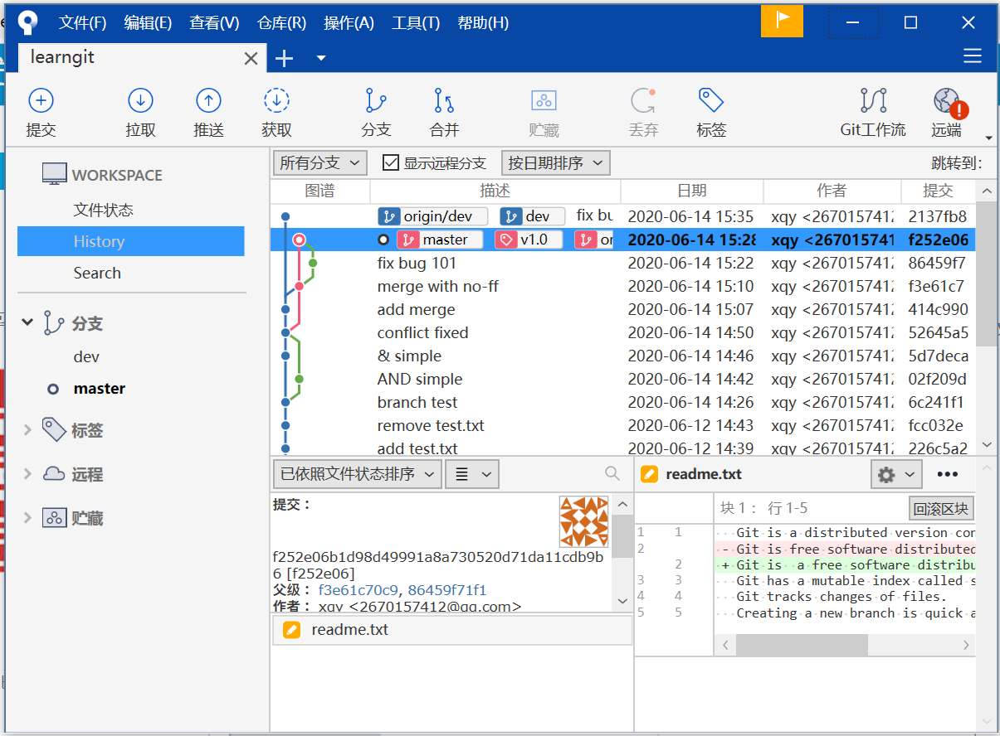 文件(F) 编辑(E) 查看(V) 仓库(R) 操作(A) 工具(T) 帮助(H)
learngit
提交 拉取 推送 获取 分支 合并 贮藏 丢弃 标签 Git工作流 远端
WORKSPACE
文件状态
History
Search
分支
dev
master
标签
远程
贮藏
所有分支 显示远程分支 按日期排序 跳转到:
图谱 描述 日期 作者 提交
origin/dev dev fix bu 2020-06-14 15:35 xqy <267015741 2137fb8
master v1.0 or 2020-06-14 15:28 xqy <26701574 f252e06
fix bug 101 2020-06-14 15:22 xqy <267015741 86459f7
merge with no-ff 2020-06-14 15:10 xqy <267015741 f3e61c7
add merge 2020-06-14 15:07 xqy <267015741 414c990
conflict fixed 2020-06-14 14:50 xqy <267015741 52645a5
& simple 2020-06-14 14:46 xqy <267015741 5d7deca
AND simple 2020-06-14 14:42 xqy <267015741 02f209d
branch test 2020-06-14 14:26 xqy <267015741 6c241f1
remove test.txt 2020-06-12 14:43 xqy <267015741 fcc032e
add test.txt 2020-06-12 14:39 xqy <267015741 226c5a2
已依照文件状态排序
提交：
f252e06b1d98d49991a8a730520d71da11cdb9b
6 [f252e06]
父级： f3e61c70c9, 86459f71f1
作者： xqy <2670157412@qq.com>
readme.txt
readme.txt
块 1： 行 1-5 回滚区块
1 1 Git is a distributed version con
2 - Git is free software distributed
2 + Git is  a free software distribu
3 3 Git has a mutable index called s
4 4 Git tracks changes of files.
5 5 Creating a new branch is quick a